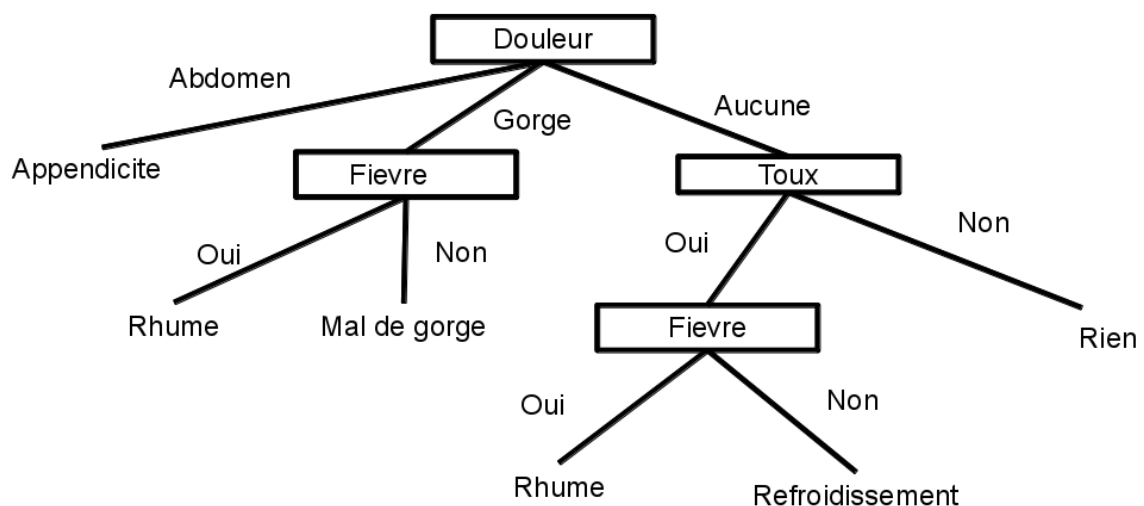 Douleur
Abdomen
Gorge
Aucune
Appendicite
Fievre
Toux
Oui
Non
Oui
Non
Rhume
Mal de gorge
Fievre
Rien
Oui
Non
Rhume
Refroidissement